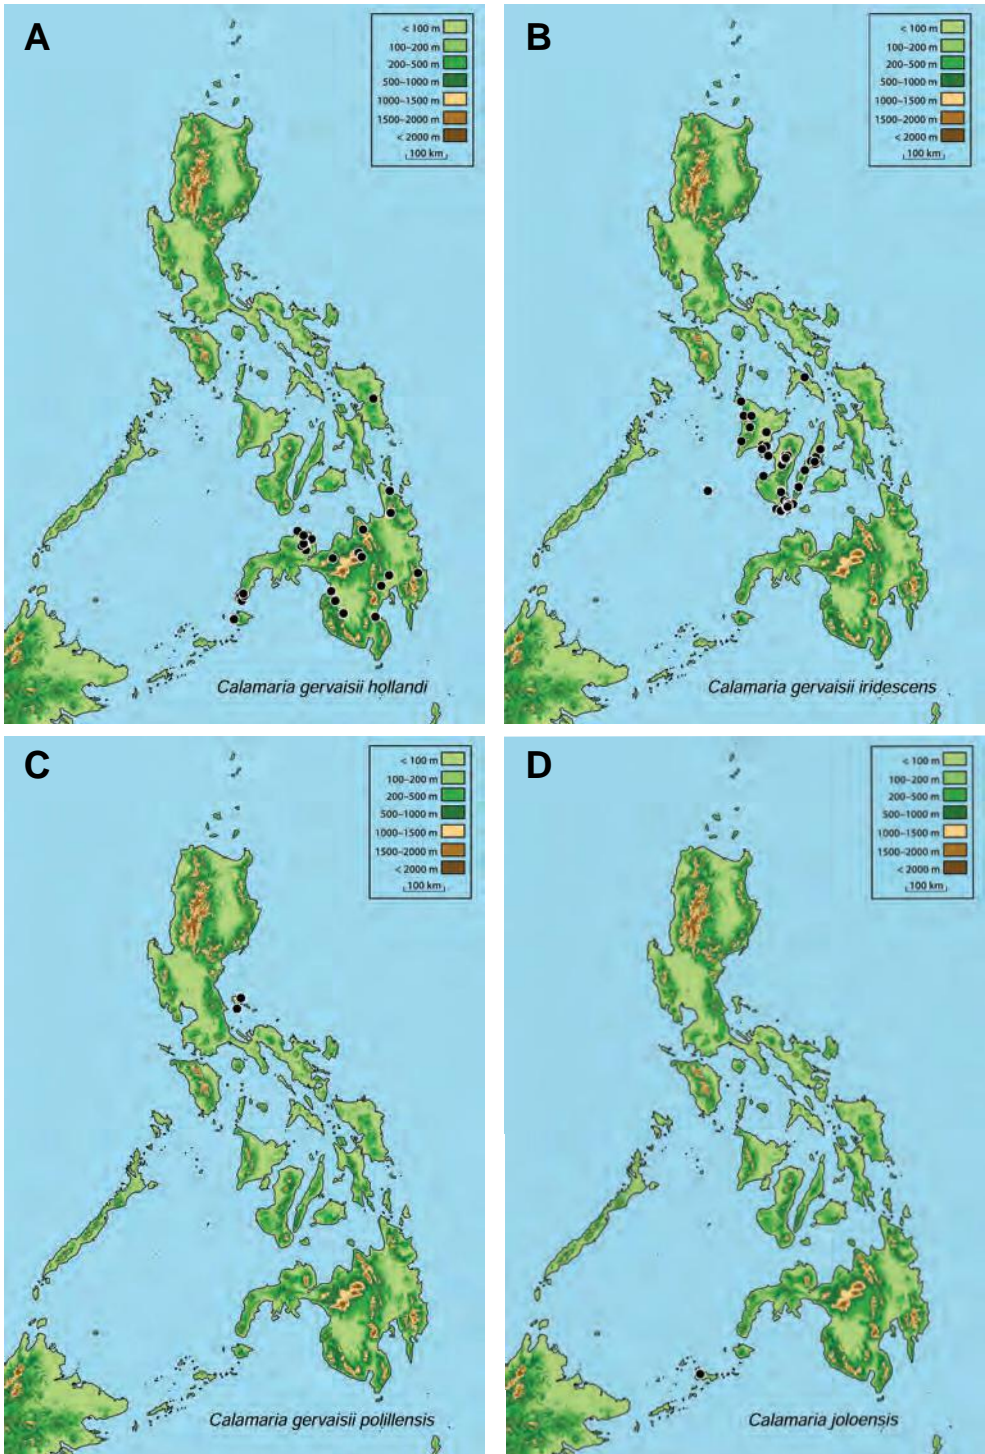 A
< 100 m
100–200 m
200–500 m
500–1000 m
1000–1500 m
1500–2000 m
< 2000 m
100 km
Calamaria gervaisii hollandi
B
< 100 m
100–200 m
200–500 m
500–1000 m
1000–1500 m
1500–2000 m
< 2000 m
100 km
Calamaria gervaisii iridescens
C
< 100 m
100–200 m
200–500 m
500–1000 m
1000–1500 m
1500–2000 m
< 2000 m
100 km
Calamaria gervaisii polillensis
D
< 100 m
100–200 m
200–500 m
500–1000 m
1000–1500 m
1500–2000 m
< 2000 m
100 km
Calamaria joloensis